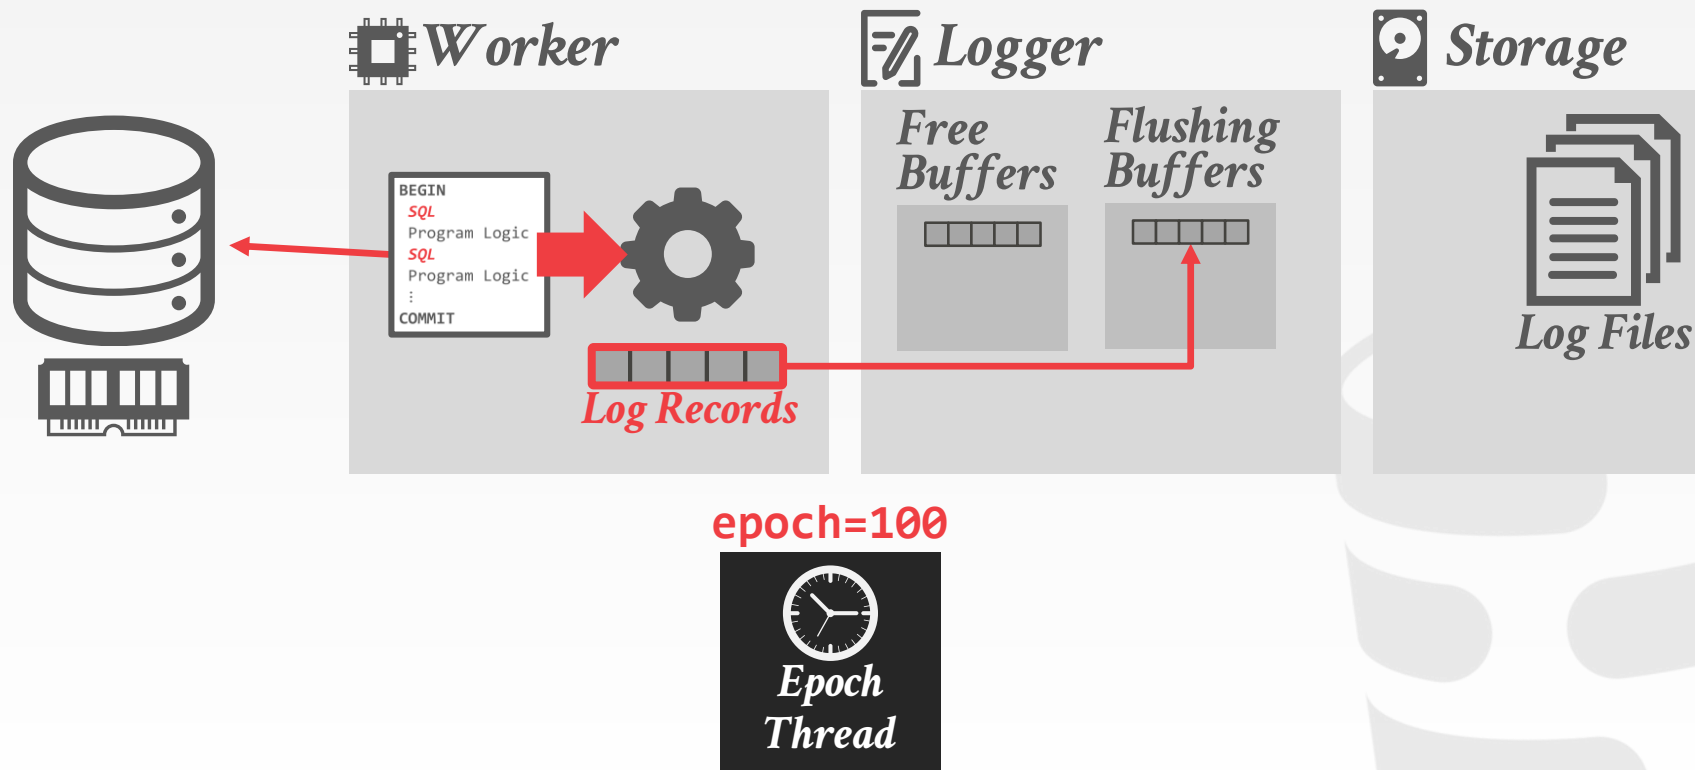 Worker
Logger
Storage
Free
Buffers
Flushing
Buffers
BEGIN
SQL
Program Logic
SQL
Program Logic
⋮
COMMIT
Log Records
Log Files
epoch=100
Epoch
Thread